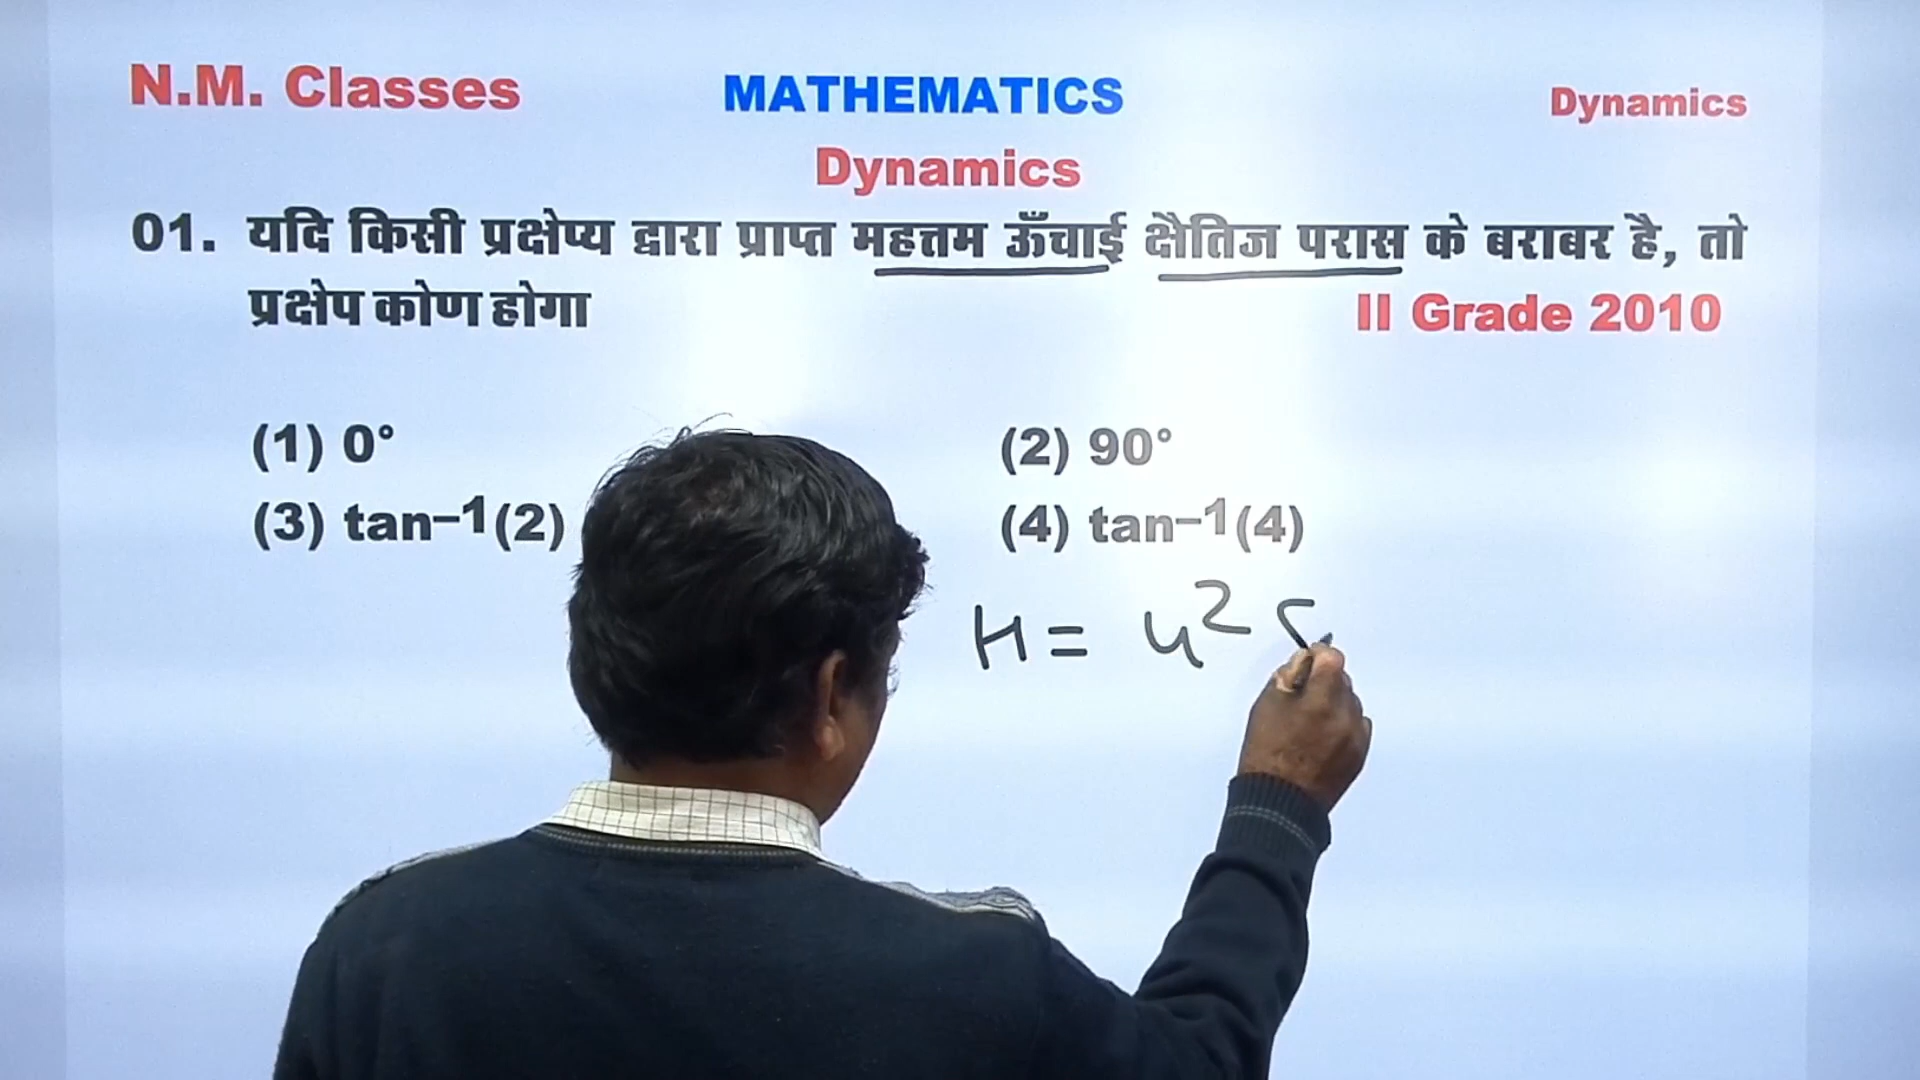 N.M. Classes MATHEMATICS Dynamics
Dynamics
01. यदि किसी प्रक्षेप्य द्वारा प्राप्त महत्तम ऊँचाई क्षैतिज परास के बराबर है, तो
प्रक्षेप कोण होगा II Grade 2010
(1) 0° (2) 90°
(3) tan⁻¹(2) (4) tan⁻¹(4)
H = u²